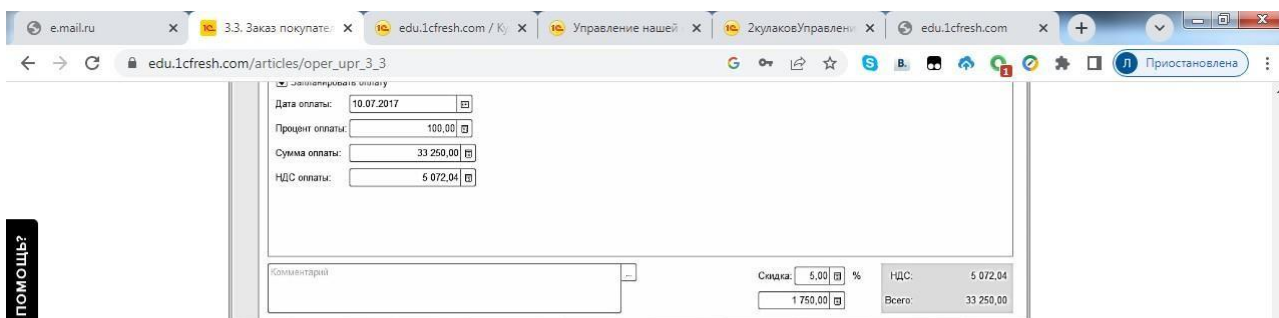 e.mail.ru
3.3. Заказ покупател
edu.1cfresh.com / Ку
Управление нашей
2кулаковУправлени
edu.1cfresh.com
edu.1cfresh.com/articles/oper_upr_3_3
G
S
B.
1
Л Приостановлена
Запланировать оплату
Дата оплаты: 10.07.2017
Процент оплаты: 100,00
Сумма оплаты: 33 250,00
НДС оплаты: 5 072,04
ПОМОЩЬ?
Комментарий ... Скидка: 5,00 % НДС: 5 072,04
1 750,00 Всего: 33 250,00